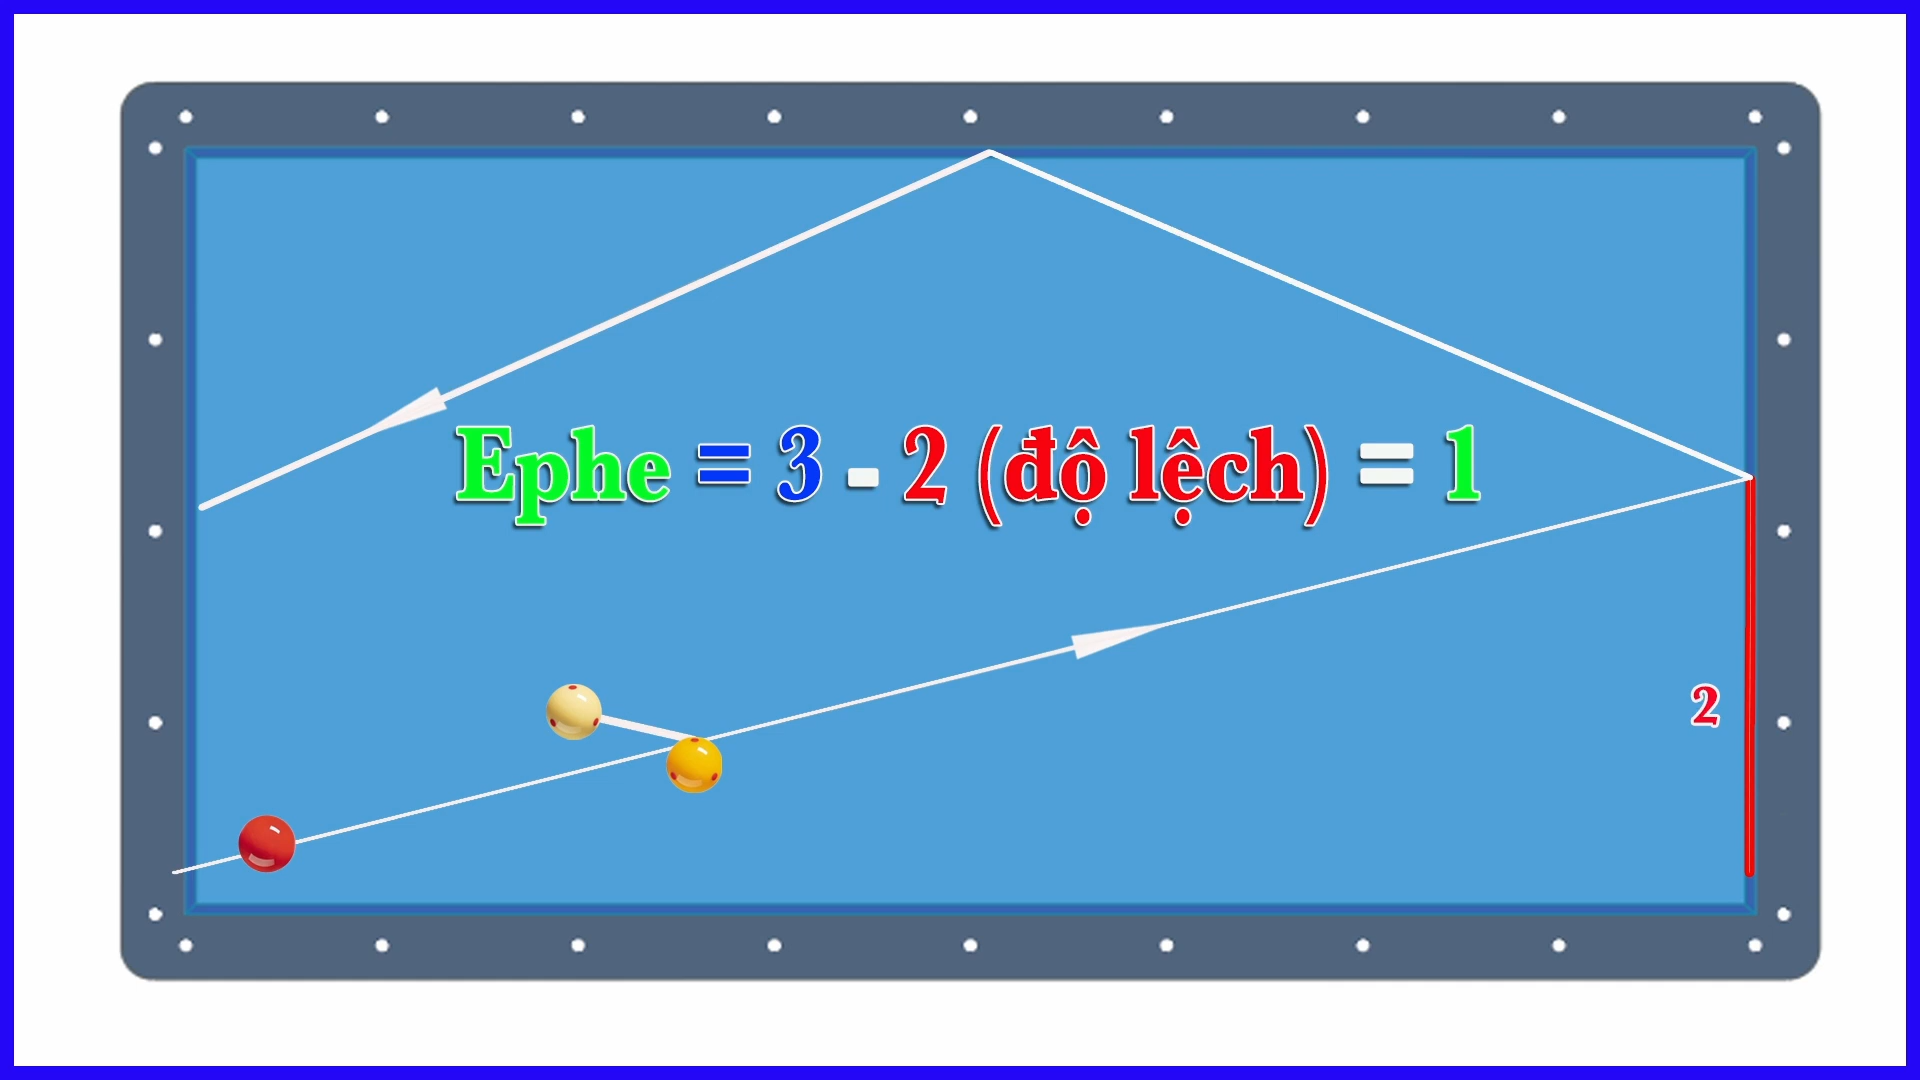 Ephe = 3 - 2 (độ lệch) = 1
2